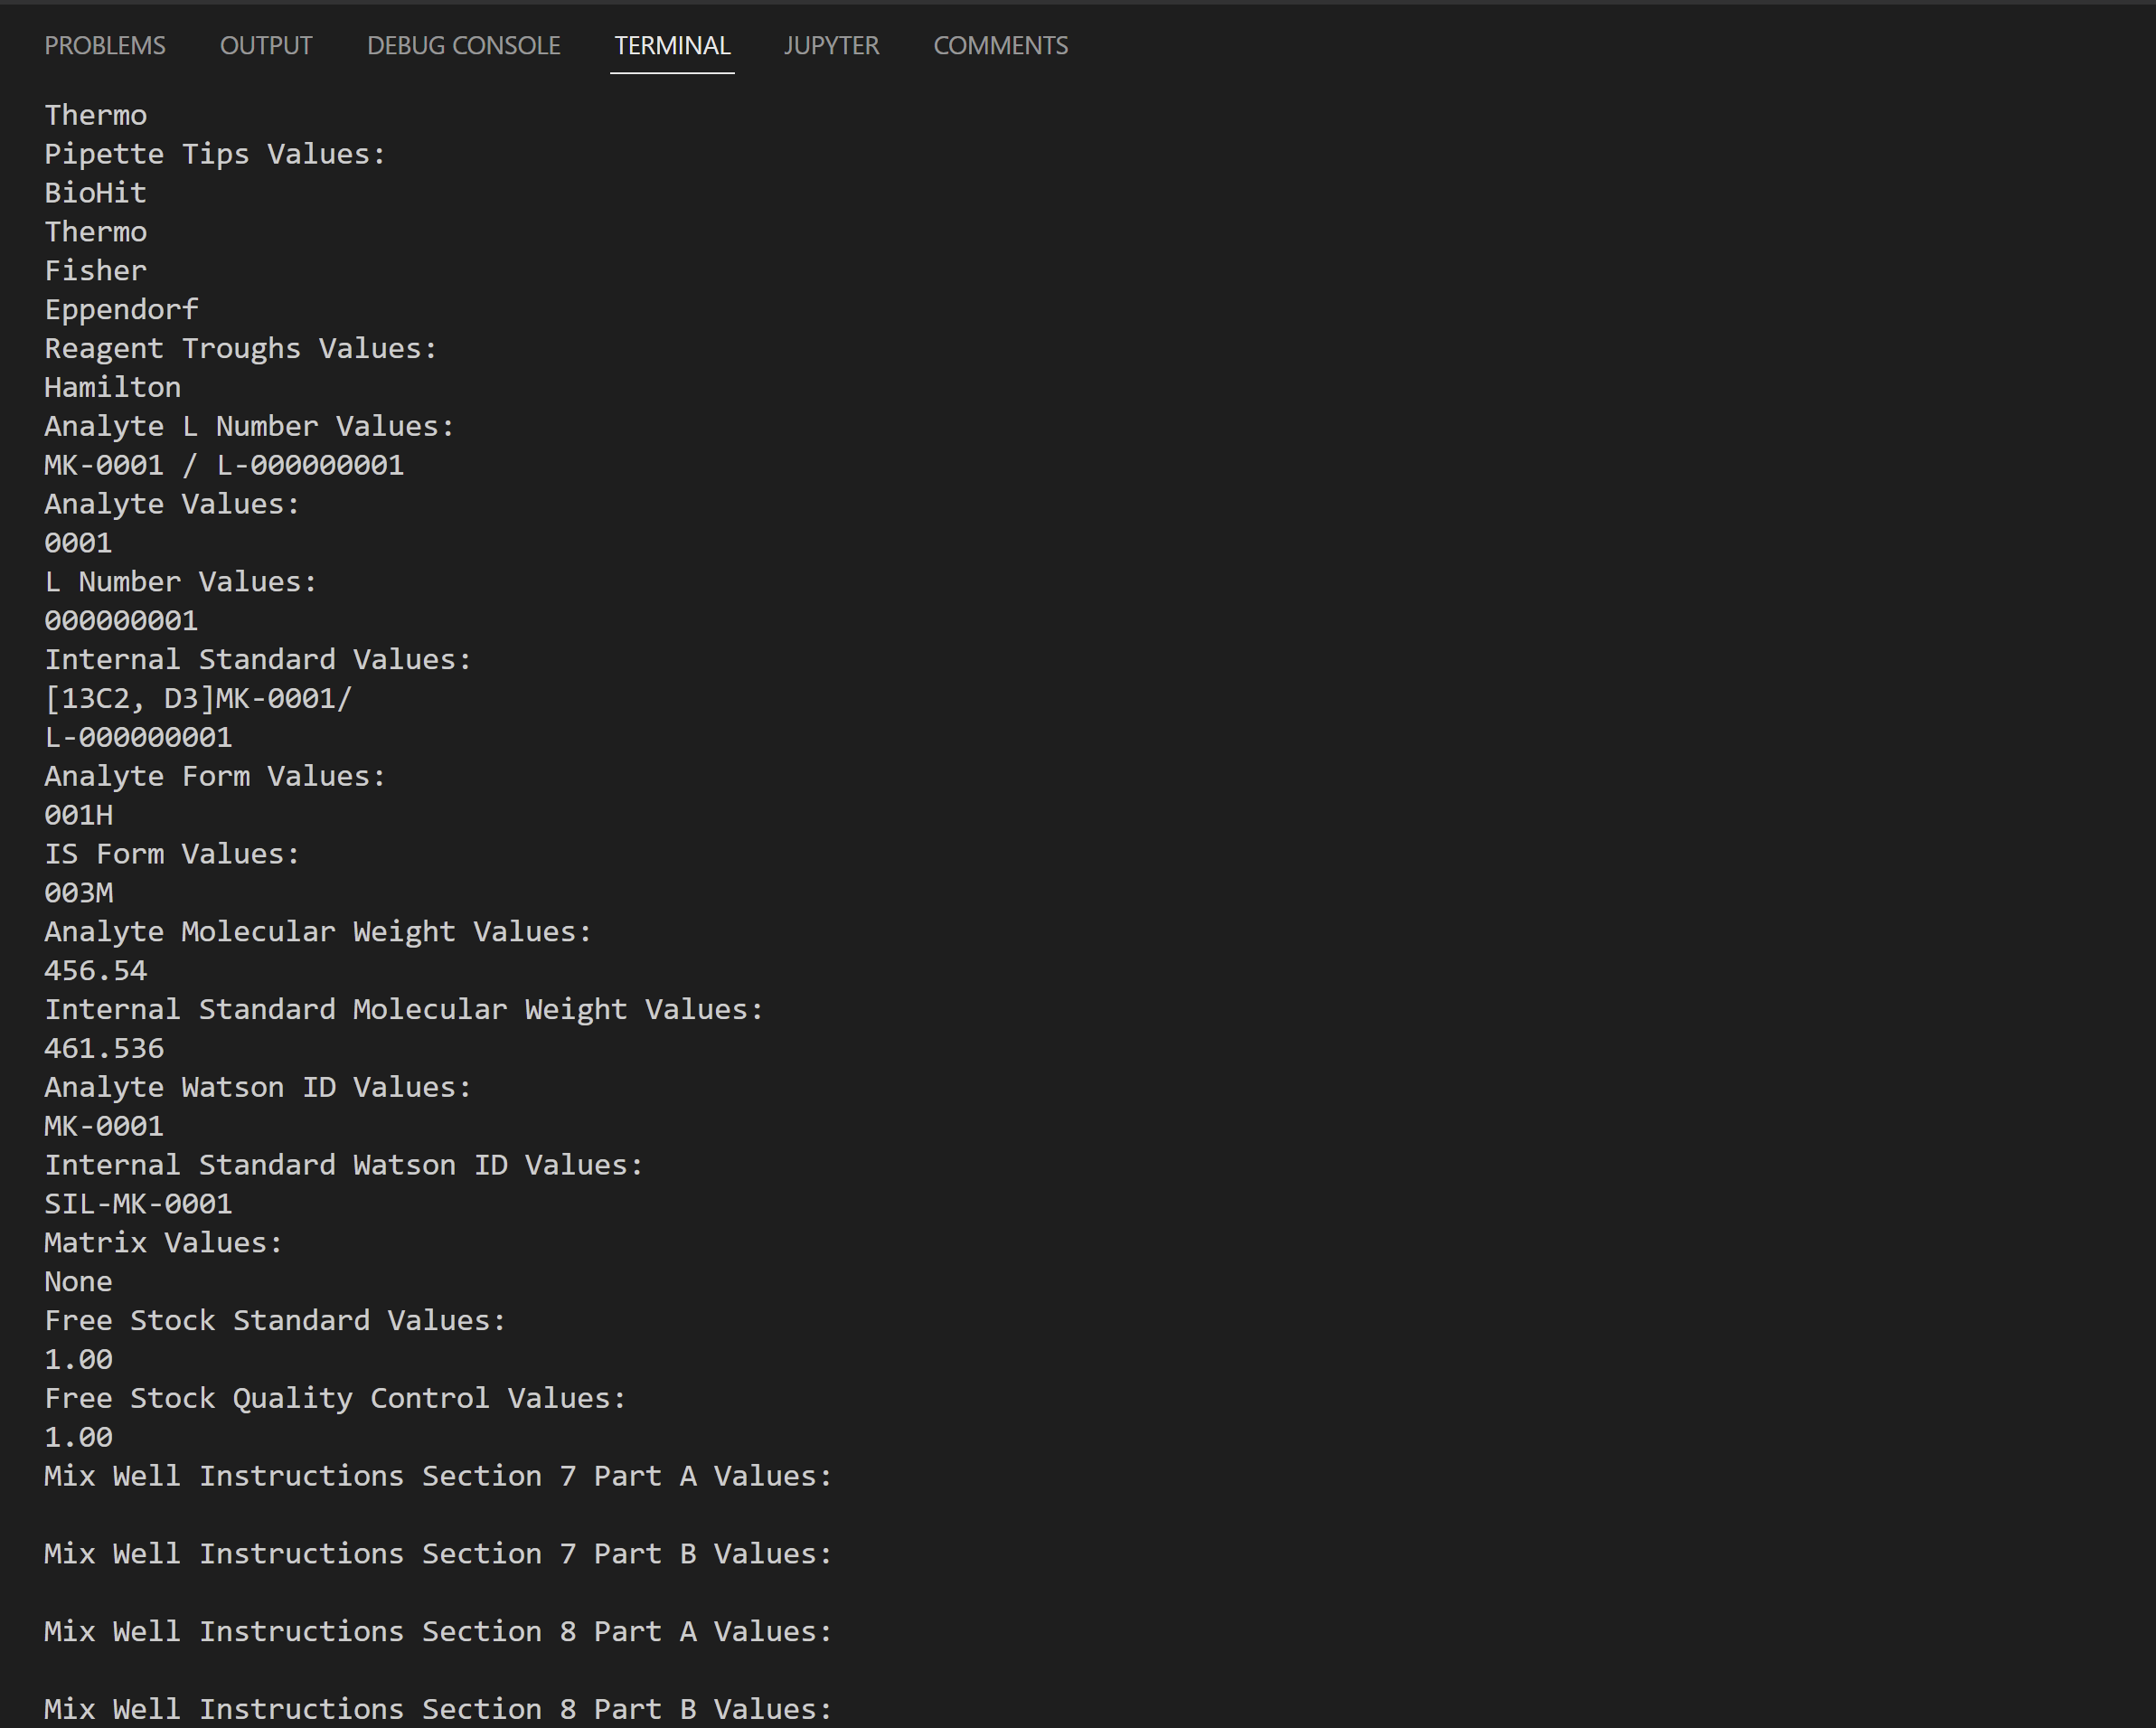 PROBLEMS OUTPUT DEBUG CONSOLE TERMINAL JUPYTER COMMENTS
Thermo
Pipette Tips Values:
BioHit
Thermo
Fisher
Eppendorf
Reagent Troughs Values:
Hamilton
Analyte L Number Values:
MK-0001 / L-000000001
Analyte Values:
0001
L Number Values:
000000001
Internal Standard Values:
[13C2, D3]MK-0001/
L-000000001
Analyte Form Values:
001H
IS Form Values:
003M
Analyte Molecular Weight Values:
456.54
Internal Standard Molecular Weight Values:
461.536
Analyte Watson ID Values:
MK-0001
Internal Standard Watson ID Values:
SIL-MK-0001
Matrix Values:
None
Free Stock Standard Values:
1.00
Free Stock Quality Control Values:
1.00
Mix Well Instructions Section 7 Part A Values:
Mix Well Instructions Section 7 Part B Values:
Mix Well Instructions Section 8 Part A Values:
Mix Well Instructions Section 8 Part B Values: